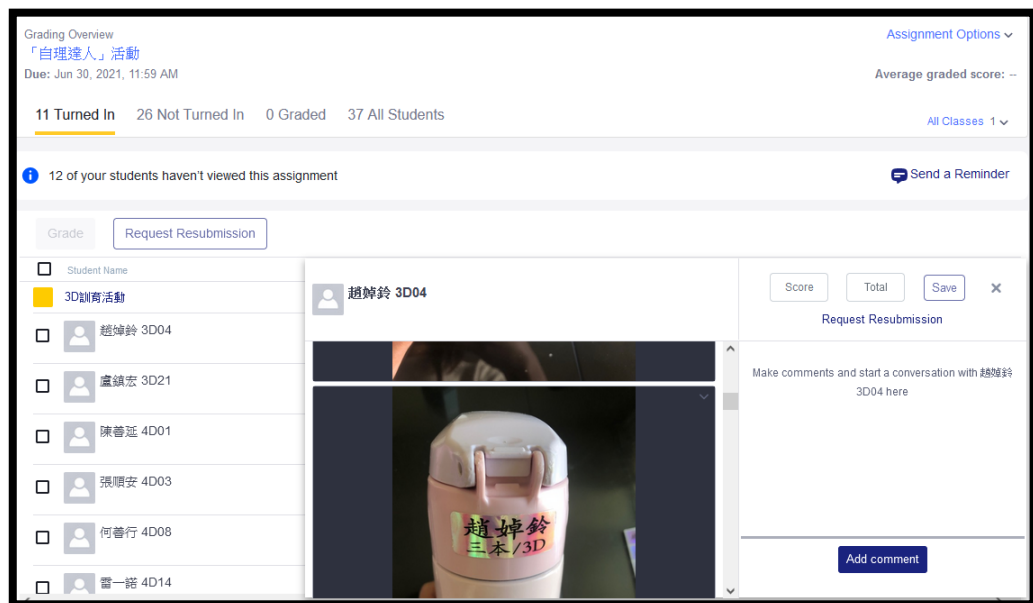 Grading Overview
Assignment Options
「自理達人」活動
Due: Jun 30, 2021, 11:59 AM
Average graded score: --
11 Turned In 26 Not Turned In 0 Graded 37 All Students
All Classes 1
12 of your students haven't viewed this assignment
Send a Reminder
Grade Request Resubmission
Student Name
3D訓育活動
趙婥鈴 3D04
盧鎮宏 3D21
陳善延 4D01
張順安 4D03
何善行 4D08
雷一諾 4D14
趙婥鈴 3D04
趙婥鈴
三本/3D
Score Total Save
Request Resubmission
Make comments and start a conversation with 趙婥鈴
3D04 here
Add comment